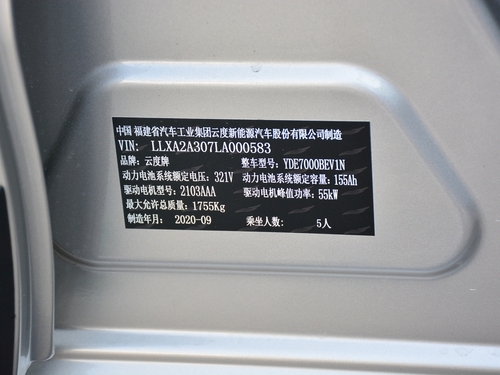 中国 福建省汽车工业集团云度新能源汽车股份有限公司制造
VIN: LLXA2A307LA000583
品牌：云度牌 整车型号：YDE7000BEV1N
动力电池系统额定电压：321V 动力电池系统额定容量：155Ah
驱动电机型号：2103AAA 驱动电机峰值功率：55kW
最大允许总质量：1755Kg
制造年月：2020-09 乘坐人数：5人